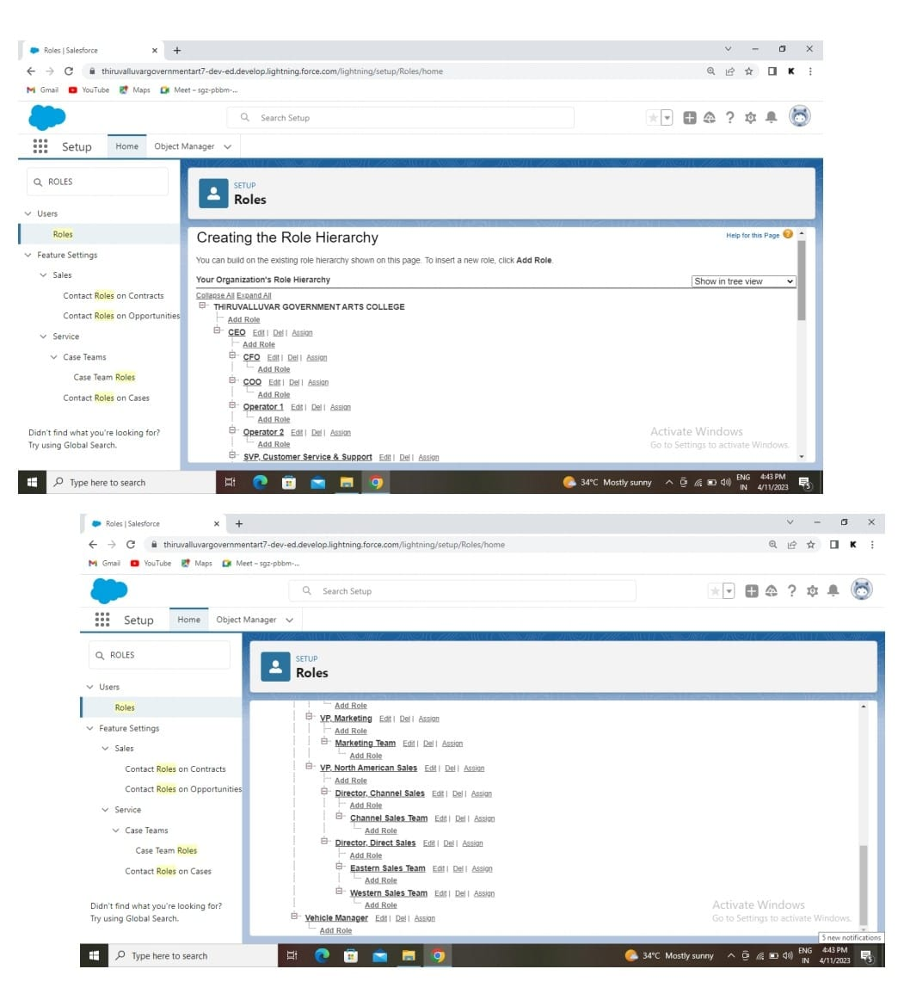 Roles | Salesforce
thiruvalluvargovernmentart7-dev-ed.develop.lightning.force.com/lightning/setup/Roles/home
K
Gmail YouTube Maps Meet – sgz-pbbm-...
Search Setup
Setup Home Object Manager
ROLES
SETUP
Roles
Users
Roles
Feature Settings
Sales
Contact Roles on Contracts
Contact Roles on Opportunities
Service
Case Teams
Case Team Roles
Contact Roles on Cases
Didn't find what you're looking for?
Try using Global Search.
Creating the Role Hierarchy
Help for this Page
You can build on the existing role hierarchy shown on this page. To insert a new role, click Add Role.
Your Organization's Role Hierarchy
Show in tree view
Collapse All Expand All
THIRUVALLUVAR GOVERNMENT ARTS COLLEGE
Add Role
CEO Edit | Del | Assign
Add Role
CFO Edit | Del | Assign
Add Role
COO Edit | Del | Assign
Add Role
Operator 1 Edit | Del | Assign
Add Role
Operator 2 Edit | Del | Assign
Add Role
SVP, Customer Service & Support Edit | Del | Assign
Activate Windows
Go to Settings to activate Windows.
Type here to search
34°C Mostly sunny
ENG
IN
4:43 PM
4/11/2023
5
Roles | Salesforce
thiruvalluvargovernmentart7-dev-ed.develop.lightning.force.com/lightning/setup/Roles/home
K
Gmail YouTube Maps Meet – sgz-pbbm-...
Search Setup
Setup Home Object Manager
ROLES
SETUP
Roles
Users
Roles
Feature Settings
Sales
Contact Roles on Contracts
Contact Roles on Opportunities
Service
Case Teams
Case Team Roles
Contact Roles on Cases
Didn't find what you're looking for?
Try using Global Search.
Add Role
VP, Marketing Edit | Del | Assign
Add Role
Marketing Team Edit | Del | Assign
Add Role
VP, North American Sales Edit | Del | Assign
Add Role
Director, Channel Sales Edit | Del | Assign
Add Role
Channel Sales Team Edit | Del | Assign
Add Role
Director, Direct Sales Edit | Del | Assign
Add Role
Eastern Sales Team Edit | Del | Assign
Add Role
Western Sales Team Edit | Del | Assign
Add Role
Vehicle Manager Edit | Del | Assign
Add Role
Activate Windows
Go to Settings to activate Windows.
5 new notifications
Type here to search
34°C Mostly sunny
ENG
IN
4:43 PM
4/11/2023
5